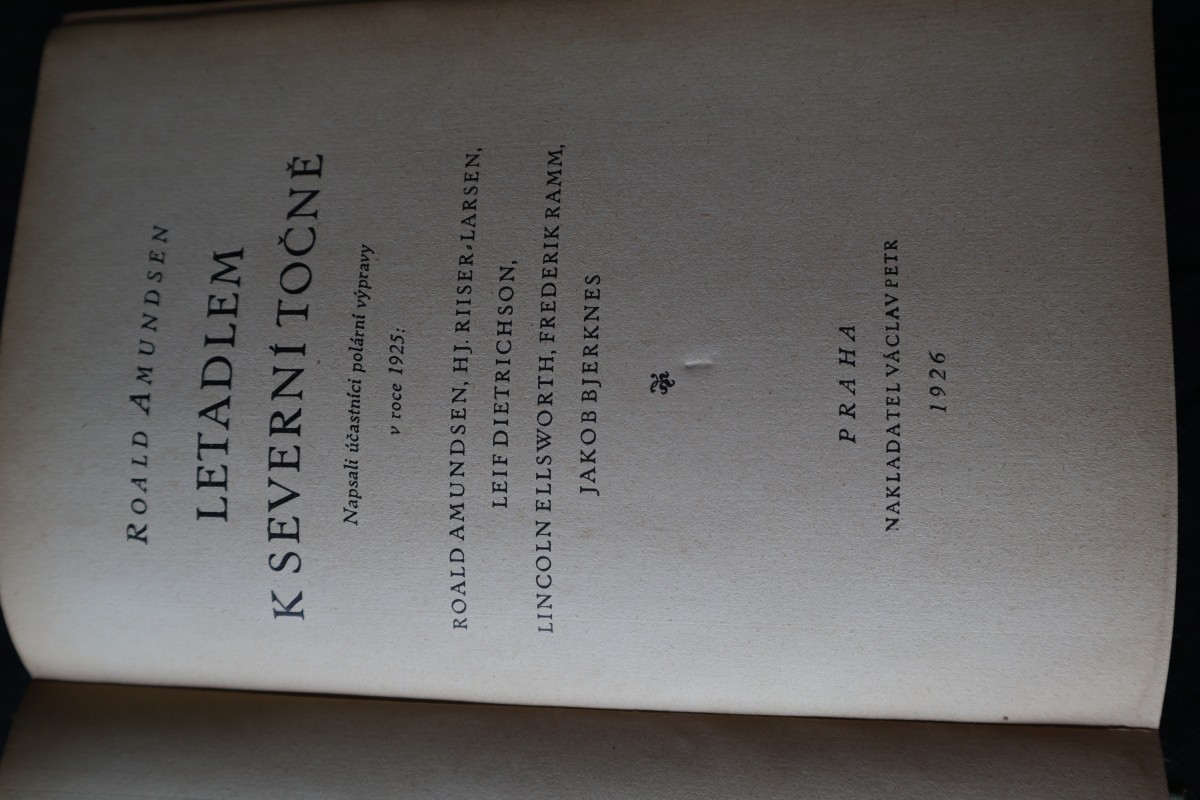 ROALD AMUNDSEN
LETADLEM
K SEVERNÍ TOČNĚ
Napsali účastníci polární výpravy
v roce 1925:
ROALD AMUNDSEN, HJ. RIISER-LARSEN,
LEIF DIETRICHSON,
LINCOLN ELLSWORTH, FREDERIK RAMM,
JAKOB BJERKNES
PRAHA
NAKLADATEL VÁCLAV PETR
1926